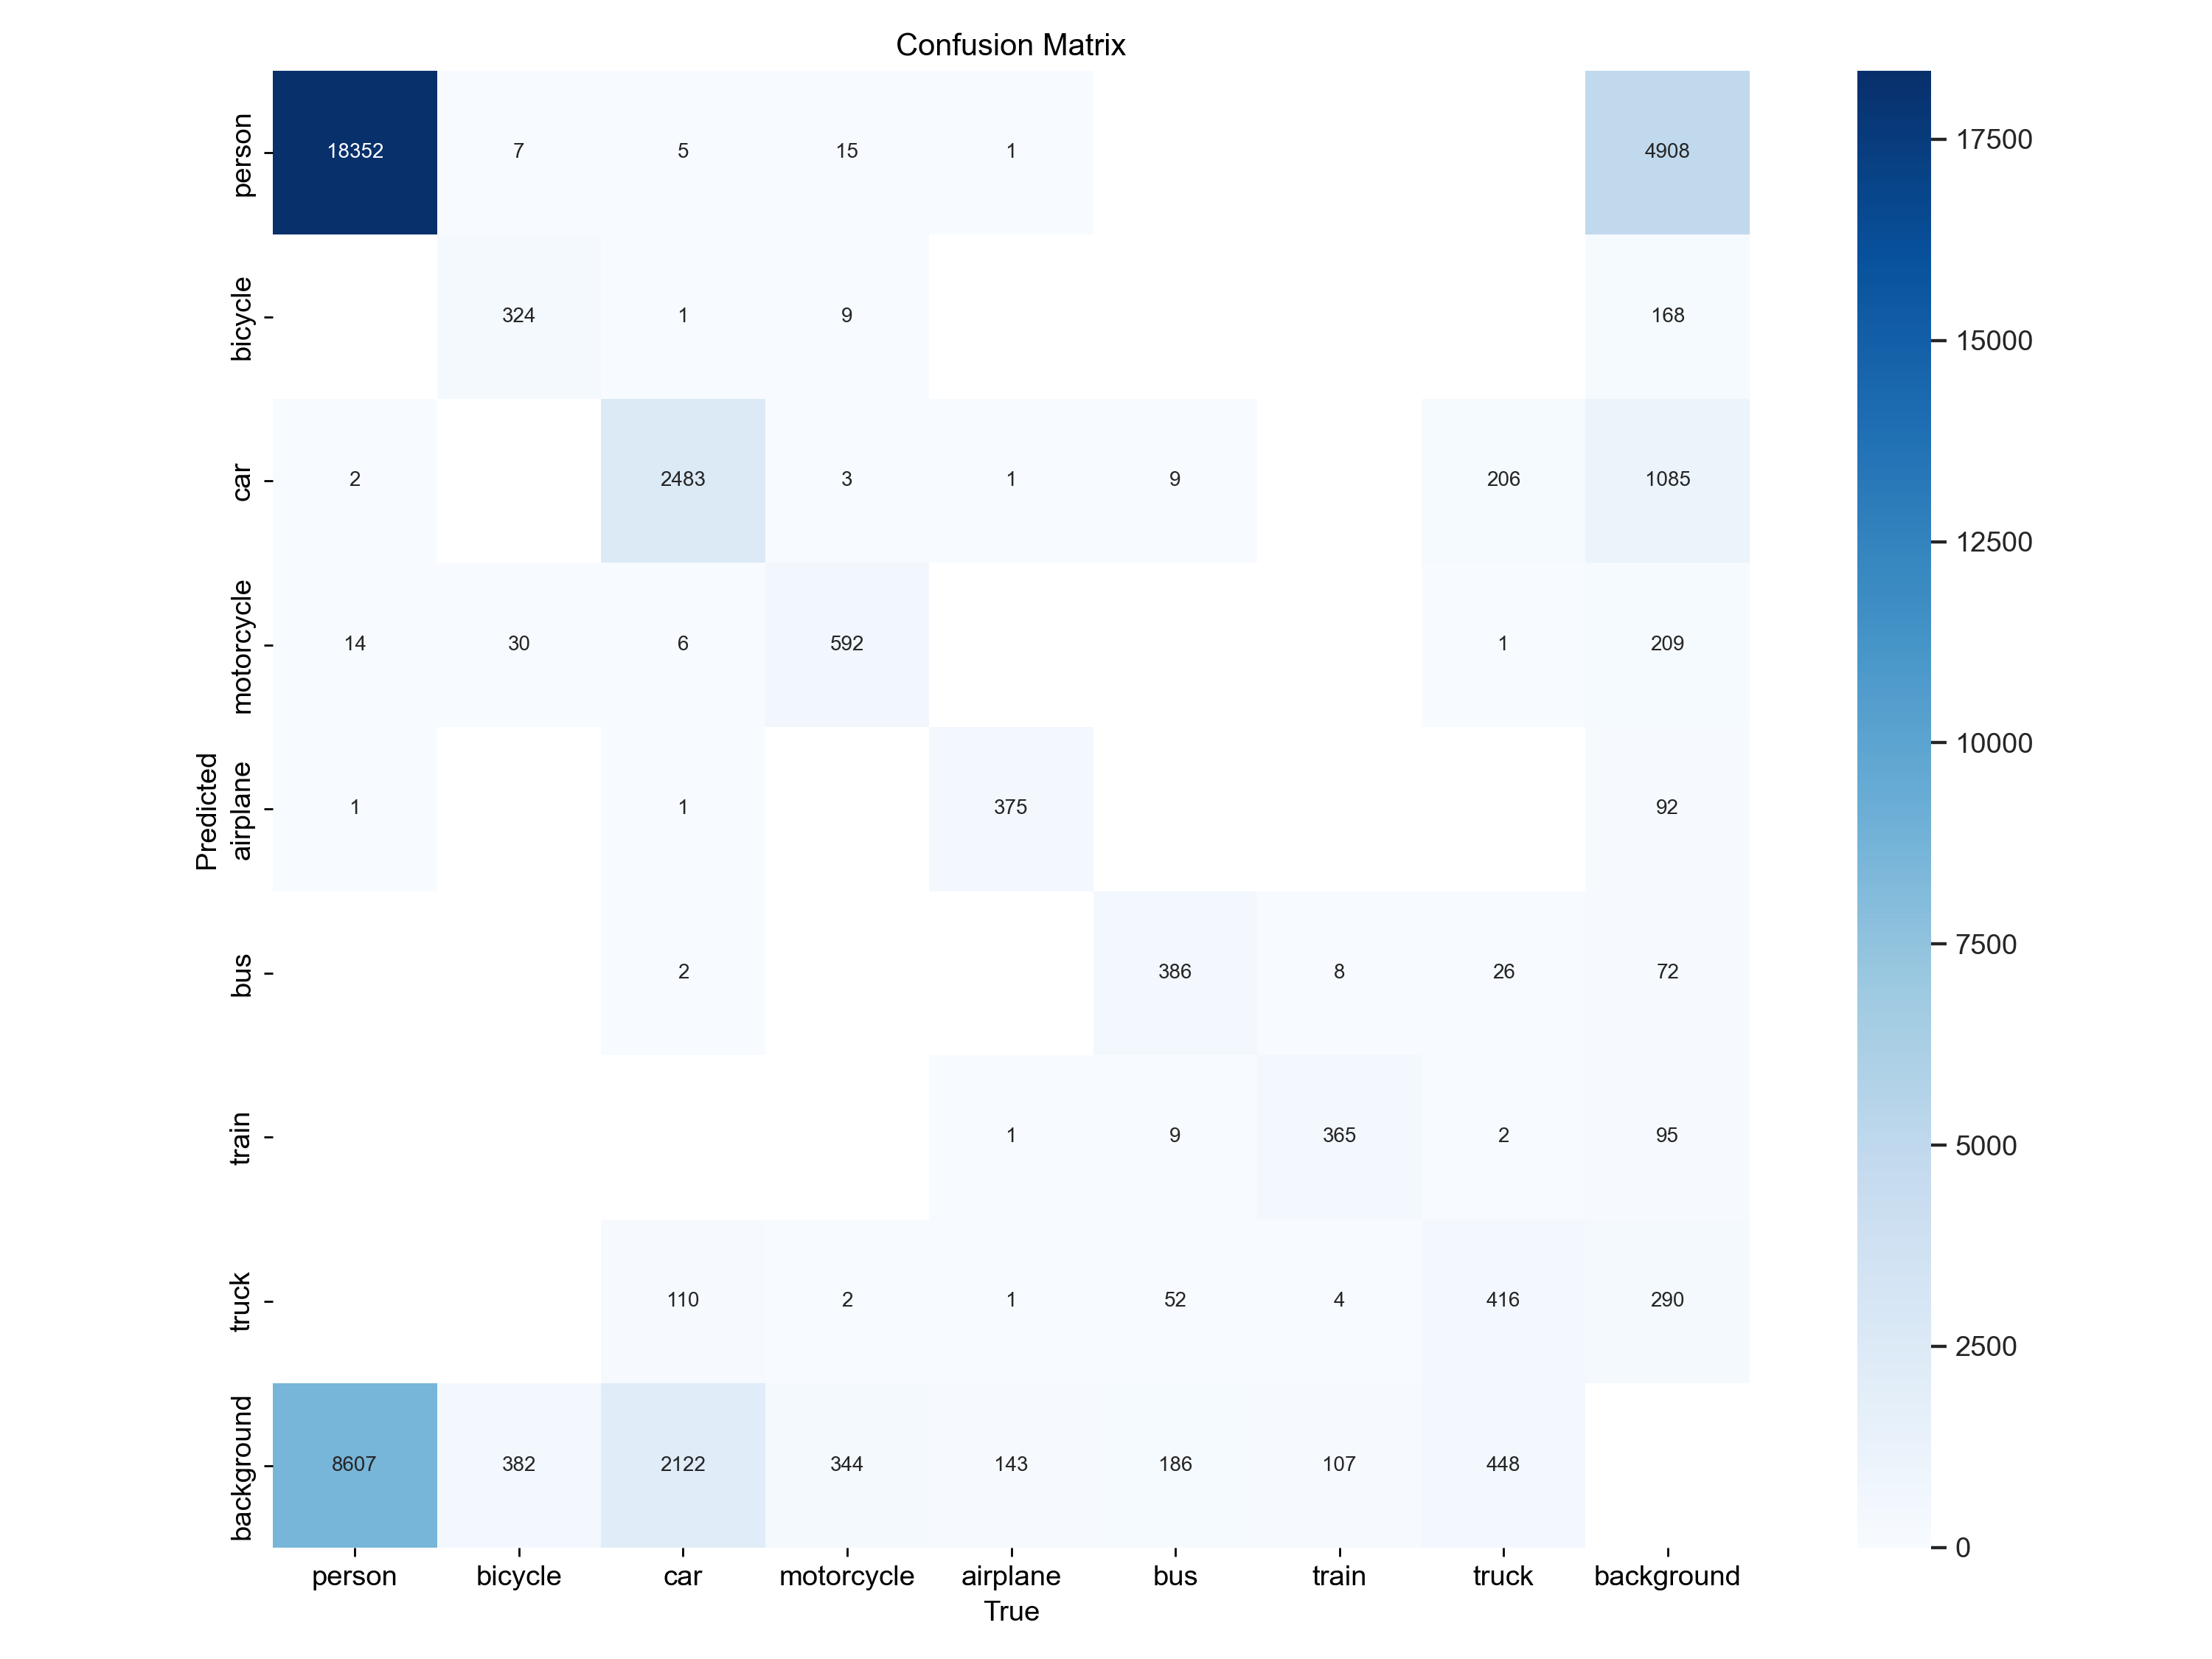 Confusion Matrix
person 18352 7 5 15 1 4908
bicycle 324 1 9 168
car 2 2483 3 1 9 206 1085
motorcycle 14 30 6 592 1 209
airplane 1 1 375 92
bus 2 386 8 26 72
train 1 9 365 2 95
truck 110 2 1 52 4 416 290
background 8607 382 2122 344 143 186 107 448
person bicycle car motorcycle airplane bus train truck background
True
Predicted
17500
15000
12500
10000
7500
5000
2500
0